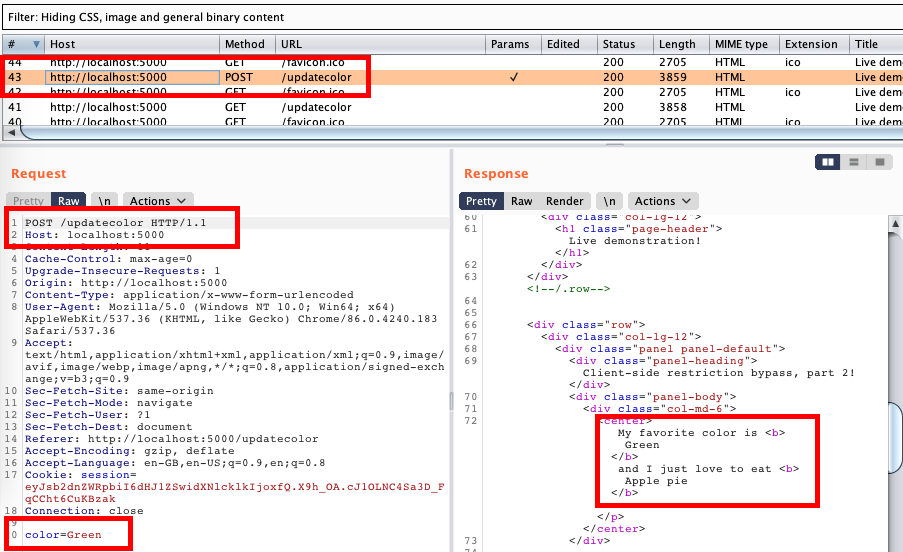 Filter: Hiding CSS, image and general binary content
# Host Method URL Params Edited Status Length MIME type Extension Title
44 http://localhost:5000 GET /favicon.ico 200 2705 HTML ico Live dem
43 http://localhost:5000 POST /updatecolor ✓ 200 3859 HTML Live dem
42 http://localhost:5000 GET /favicon.ico 200 2705 HTML ico Live dem
41 http://localhost:5000 GET /updatecolor 200 3858 HTML Live dem
40 http://localhost:5000 GET /favicon.ico 200 2705 HTML ico Live dem
Request
Pretty Raw \n Actions
1 POST /updatecolor HTTP/1.1
2 Host: localhost:5000
4 Cache-Control: max-age=0
5 Upgrade-Insecure-Requests: 1
6 Origin: http://localhost:5000
7 Content-Type: application/x-www-form-urlencoded
8 User-Agent: Mozilla/5.0 (Windows NT 10.0; Win64; x64)
AppleWebKit/537.36 (KHTML, like Gecko) Chrome/86.0.4240.183
Safari/537.36
9 Accept:
text/html,application/xhtml+xml,application/xml;q=0.9,image/
avif,image/webp,image/apng,*/*;q=0.8,application/signed-exch
ange;v=b3;q=0.9
10 Sec-Fetch-Site: same-origin
11 Sec-Fetch-Mode: navigate
12 Sec-Fetch-User: ?1
13 Sec-Fetch-Dest: document
14 Referer: http://localhost:5000/updatecolor
15 Accept-Encoding: gzip, deflate
16 Accept-Language: en-GB,en-US;q=0.9,en;q=0.8
17 Cookie: session=
eyJsb2dnZWRpbiI6dHJ1ZSwidXNlcklkIjoxfQ.X9h_OA.cJ1OLNC4Sa3D_F
qCCht6CuKBzak
18 Connection: close
color=Green
Response
Pretty Raw Render \n Actions
60 <div class="col-lg-12">
61 <h1 class="page-header">
Live demonstration!
</h1>
62 </div>
63 </div>
<!--/.row-->
64
65
66 <div class="row">
67 <div class="col-lg-12">
68 <div class="panel panel-default">
69 <div class="panel-heading">
Client-side restriction bypass, part 2!
</div>
70 <div class="panel-body">
71 <div class="col-md-6">
72 <center>
My favorite color is <b>
Green
</b>
and I just love to eat <b>
Apple pie
</b>
</p>
</center>
73 </div>